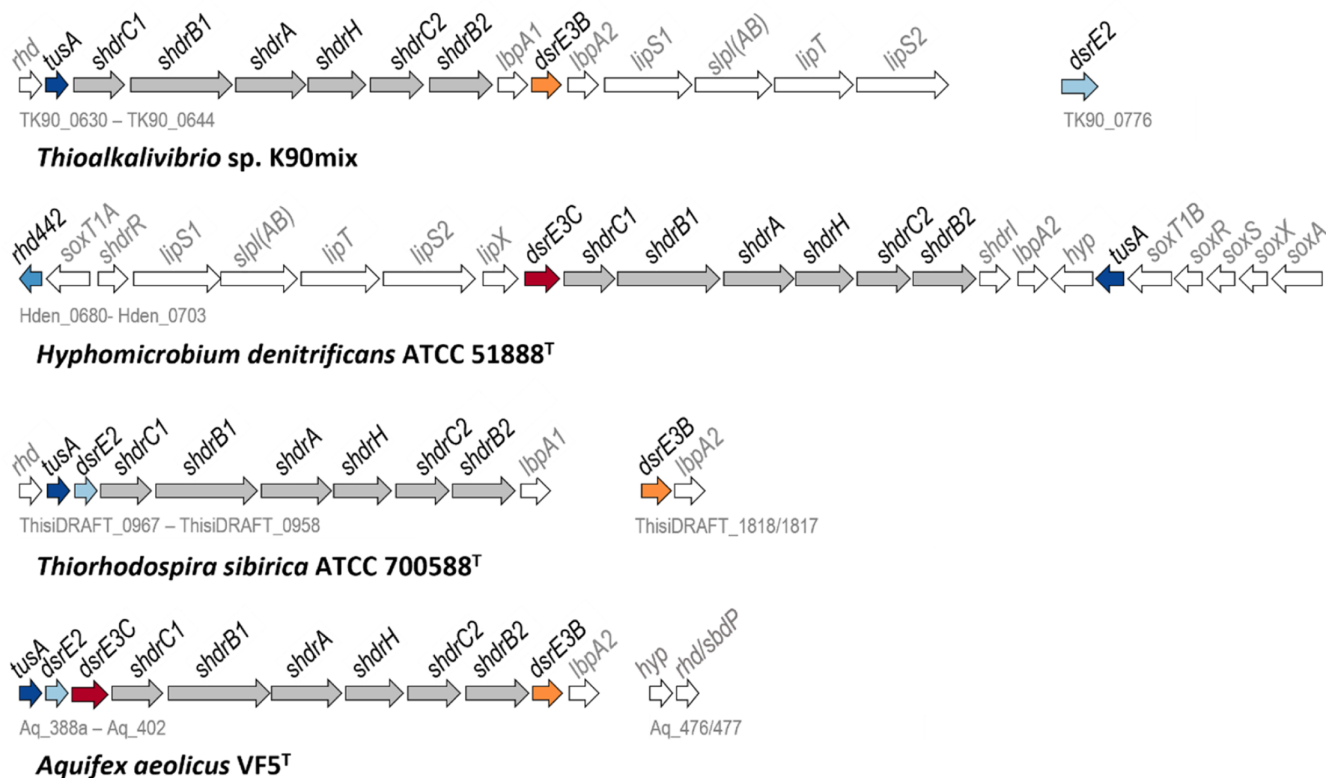 rhd tusA shdrC1 shdrB1 shdrA shdrH shdrC2 shdrB2 lbpA1 dsrE3B lbpA2 lipS1 slpl(AB) lipT lipS2 dsrE2
TK90_0630 – TK90_0644 TK90_0776
Thioalkalivibrio sp. K90mix
rhd442 soxT1A shdrR lipS1 slpl(AB) lipT lipS2 lipX dsrE3C shdrC1 shdrB1 shdrA shdrH shdrC2 shdrB2 shdrI lbpA2 hyp tusA soxT1B soxR soxS soxX soxA
Hden_0680- Hden_0703
Hyphomicrobium denitrificans ATCC 51888ᵀ
rhd tusA dsrE2 shdrC1 shdrB1 shdrA shdrH shdrC2 shdrB2 lbpA1 dsrE3B lbpA2
ThisiDRAFT_0967 – ThisiDRAFT_0958 ThisiDRAFT_1818/1817
Thiorhodospira sibirica ATCC 700588ᵀ
tusA dsrE2 dsrE3C shdrC1 shdrB1 shdrA shdrH shdrC2 shdrB2 dsrE3B lbpA2 hyp rhd/sbdP
Aq_388a – Aq_402 Aq_476/477
Aquifex aeolicus VF5ᵀ